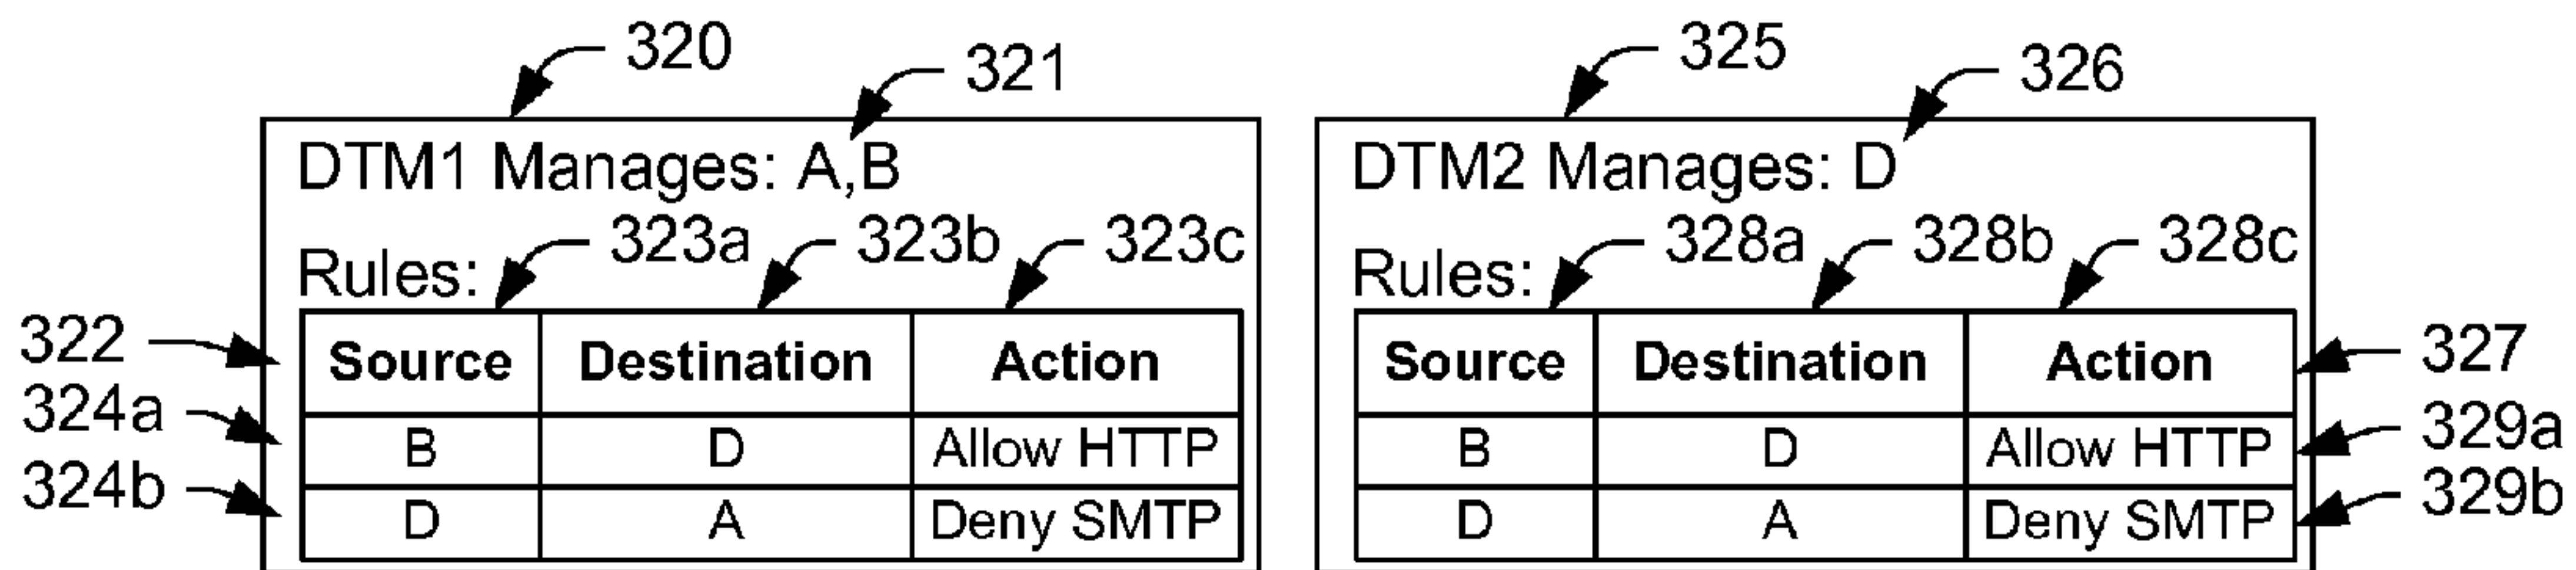 320
321
DTM1 Manages: A,B
323a 323b 323c
Rules:
322
Source Destination Action
324a
B D Allow HTTP
324b
D A Deny SMTP
325
326
DTM2 Manages: D
328a 328b 328c
Rules:
Source Destination Action
327
B D Allow HTTP
329a
D A Deny SMTP
329b